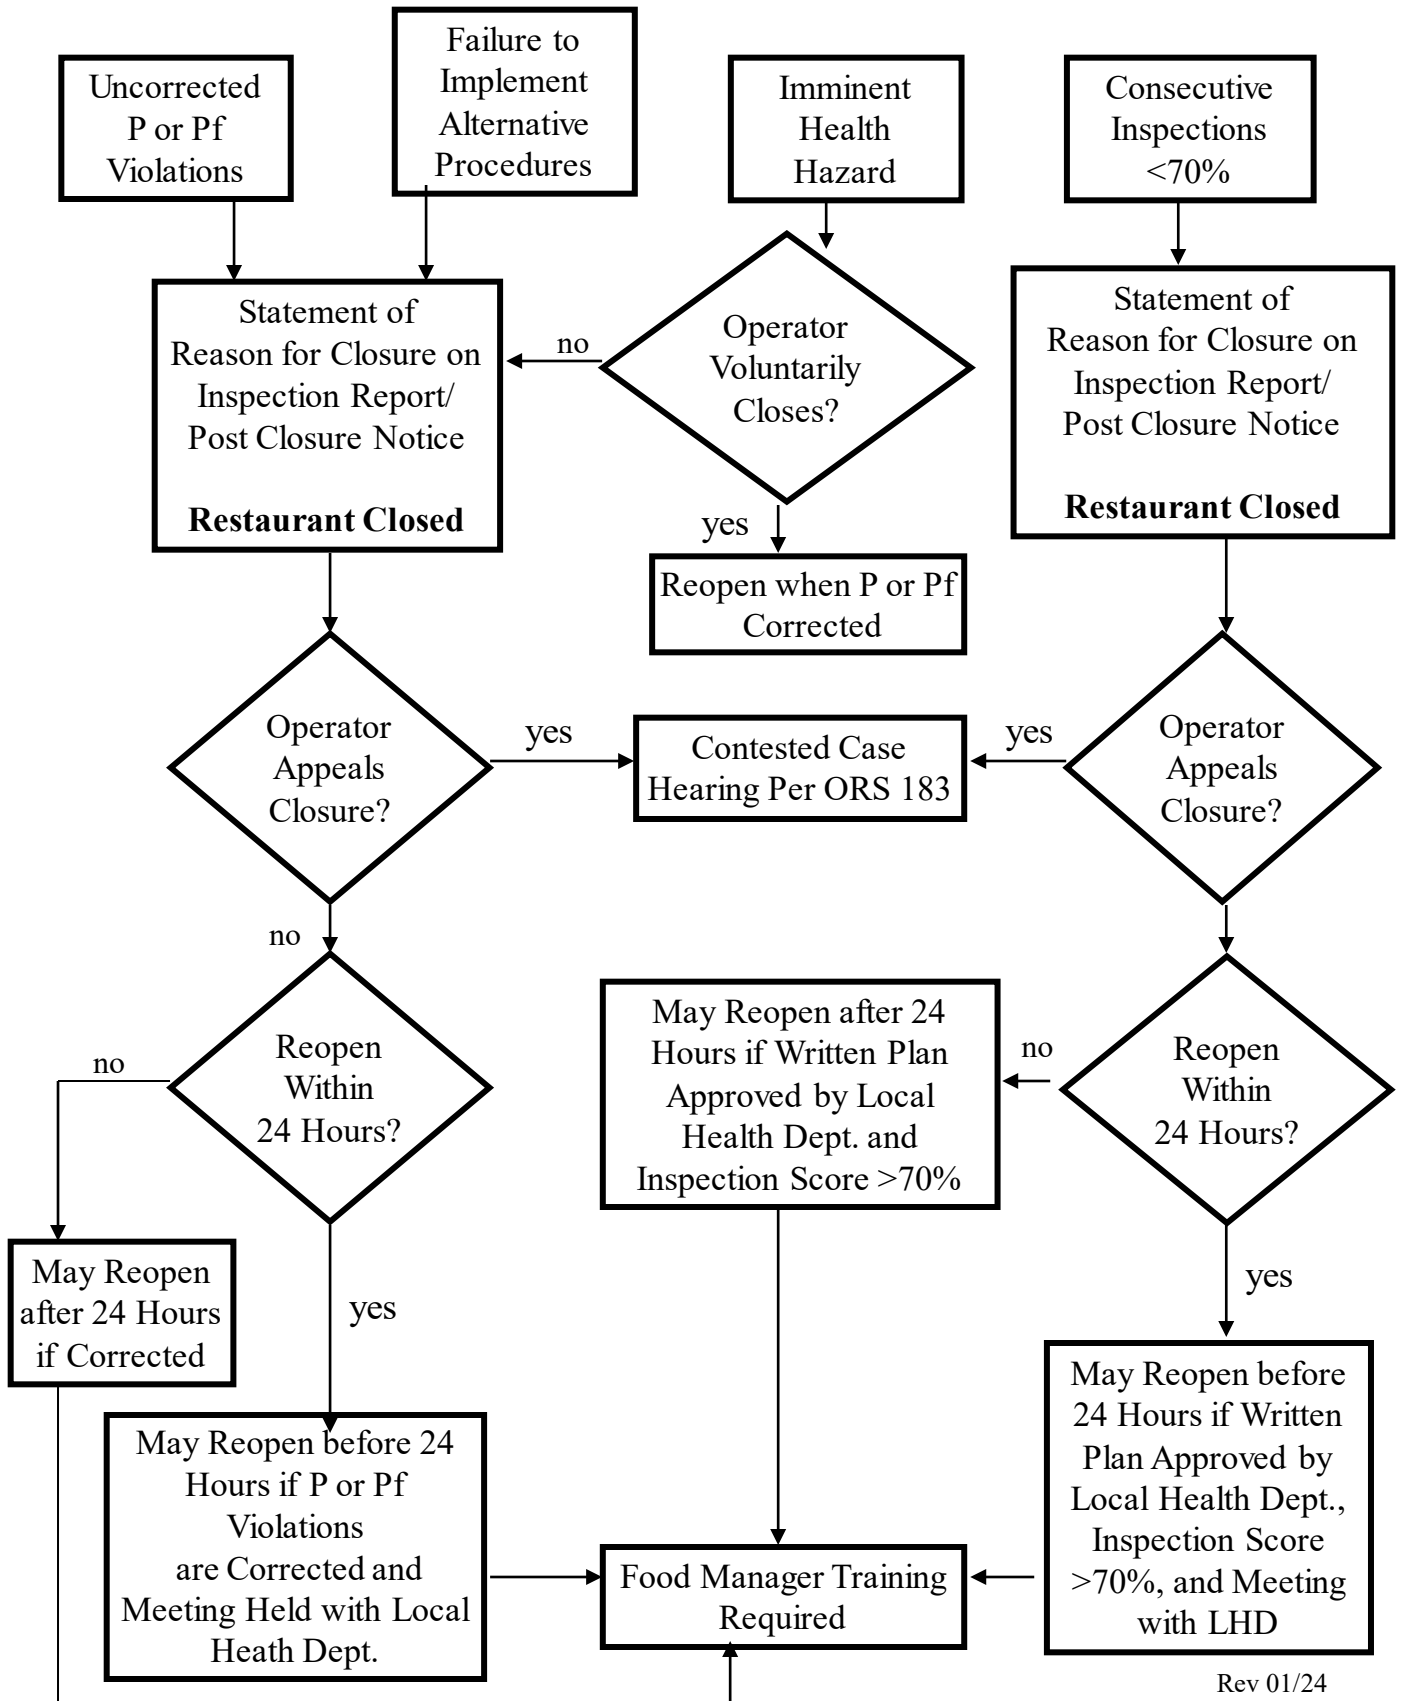 Uncorrected
P or Pf
Violations
Failure to
Implement
Alternative
Procedures
Imminent
Health
Hazard
Consecutive
Inspections
<70%
Statement of
Reason for Closure on
Inspection Report/
Post Closure Notice
Restaurant Closed
no
Operator
Voluntarily
Closes?
Statement of
Reason for Closure on
Inspection Report/
Post Closure Notice
Restaurant Closed
yes
Reopen when P or Pf
Corrected
Operator
Appeals
Closure?
yes
Contested Case
Hearing Per ORS 183
yes
Operator
Appeals
Closure?
no
no
Reopen
Within
24 Hours?
May Reopen after 24
Hours if Written Plan
Approved by Local
Health Dept. and
Inspection Score >70%
no
Reopen
Within
24 Hours?
May Reopen
after 24 Hours
if Corrected
yes
yes
May Reopen before 24
Hours if P or Pf
Violations
are Corrected and
Meeting Held with Local
Heath Dept.
Food Manager Training
Required
May Reopen before
24 Hours if Written
Plan Approved by
Local Health Dept.,
Inspection Score
>70%, and Meeting
with LHD
Rev 01/24